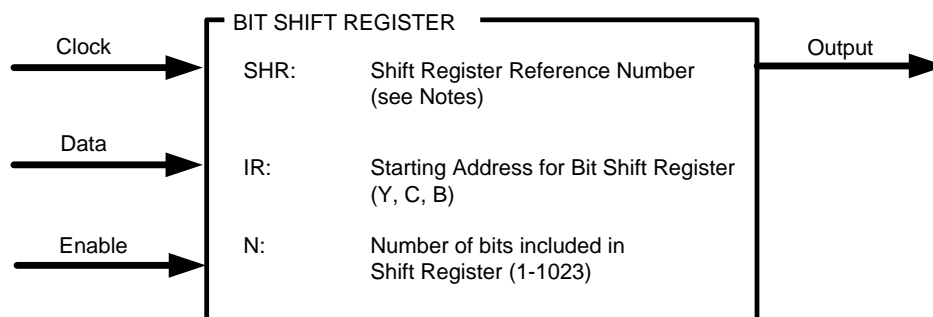 BIT SHIFT REGISTER
Clock
Output
SHR: Shift Register Reference Number
(see Notes)
Data
IR: Starting Address for Bit Shift Register
(Y, C, B)
Enable
N: Number of bits included in
Shift Register (1-1023)